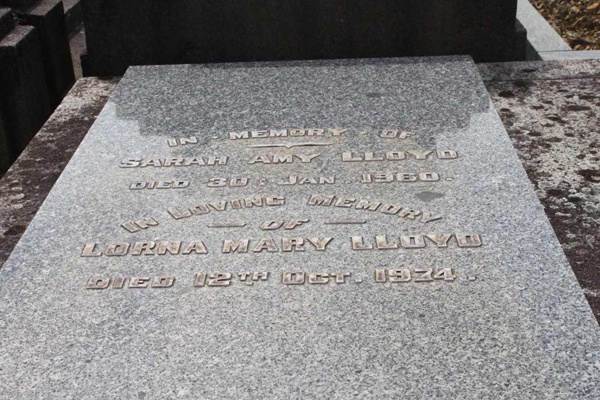 IN MEMORY OF
SARAH AMY LLOYD
DIED 30 JAN 1960.
IN LOVING MEMORY
OF
LORNA MARY LLOYD
DIED 12TH OCT. 1974.